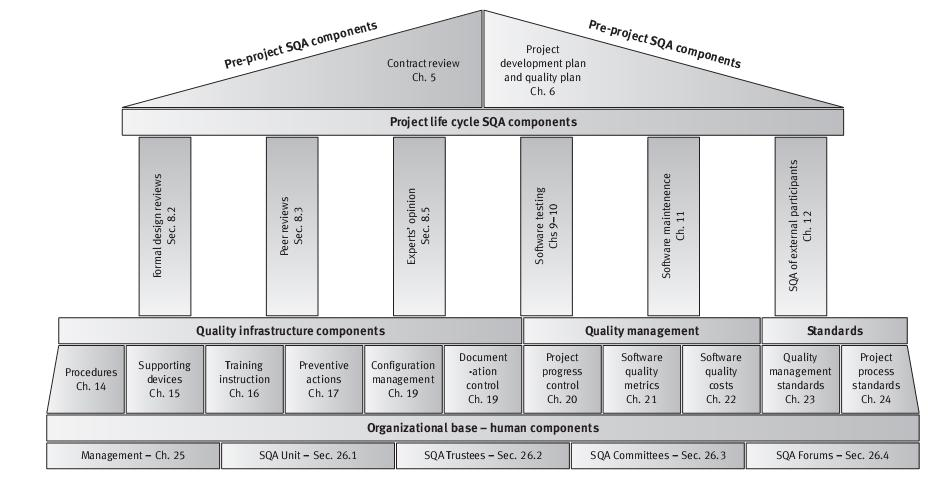 Pre-project SQA components
Pre-project SQA components
Contract review
Ch. 5
Project
development plan
and quality plan
Ch. 6
Project life cycle SQA components
Formal design reviews
Sec. 8.2
Peer reviews
Sec. 8.3
Experts' opinion
Sec. 8.5
Software testing
Chs 9–10
Software maintenence
Ch. 11
SQA of external participants
Ch. 12
Quality infrastructure components
Quality management
Standards
Procedures
Ch. 14
Supporting
devices
Ch. 15
Training
instruction
Ch. 16
Preventive
actions
Ch. 17
Configuration
management
Ch. 19
Document
-ation
control
Ch. 19
Project
progress
control
Ch. 20
Software
quality
metrics
Ch. 21
Software
quality
costs
Ch. 22
Quality
management
standards
Ch. 23
Project
process
standards
Ch. 24
Organizational base – human components
Management – Ch. 25
SQA Unit – Sec. 26.1
SQA Trustees – Sec. 26.2
SQA Committees – Sec. 26.3
SQA Forums – Sec. 26.4